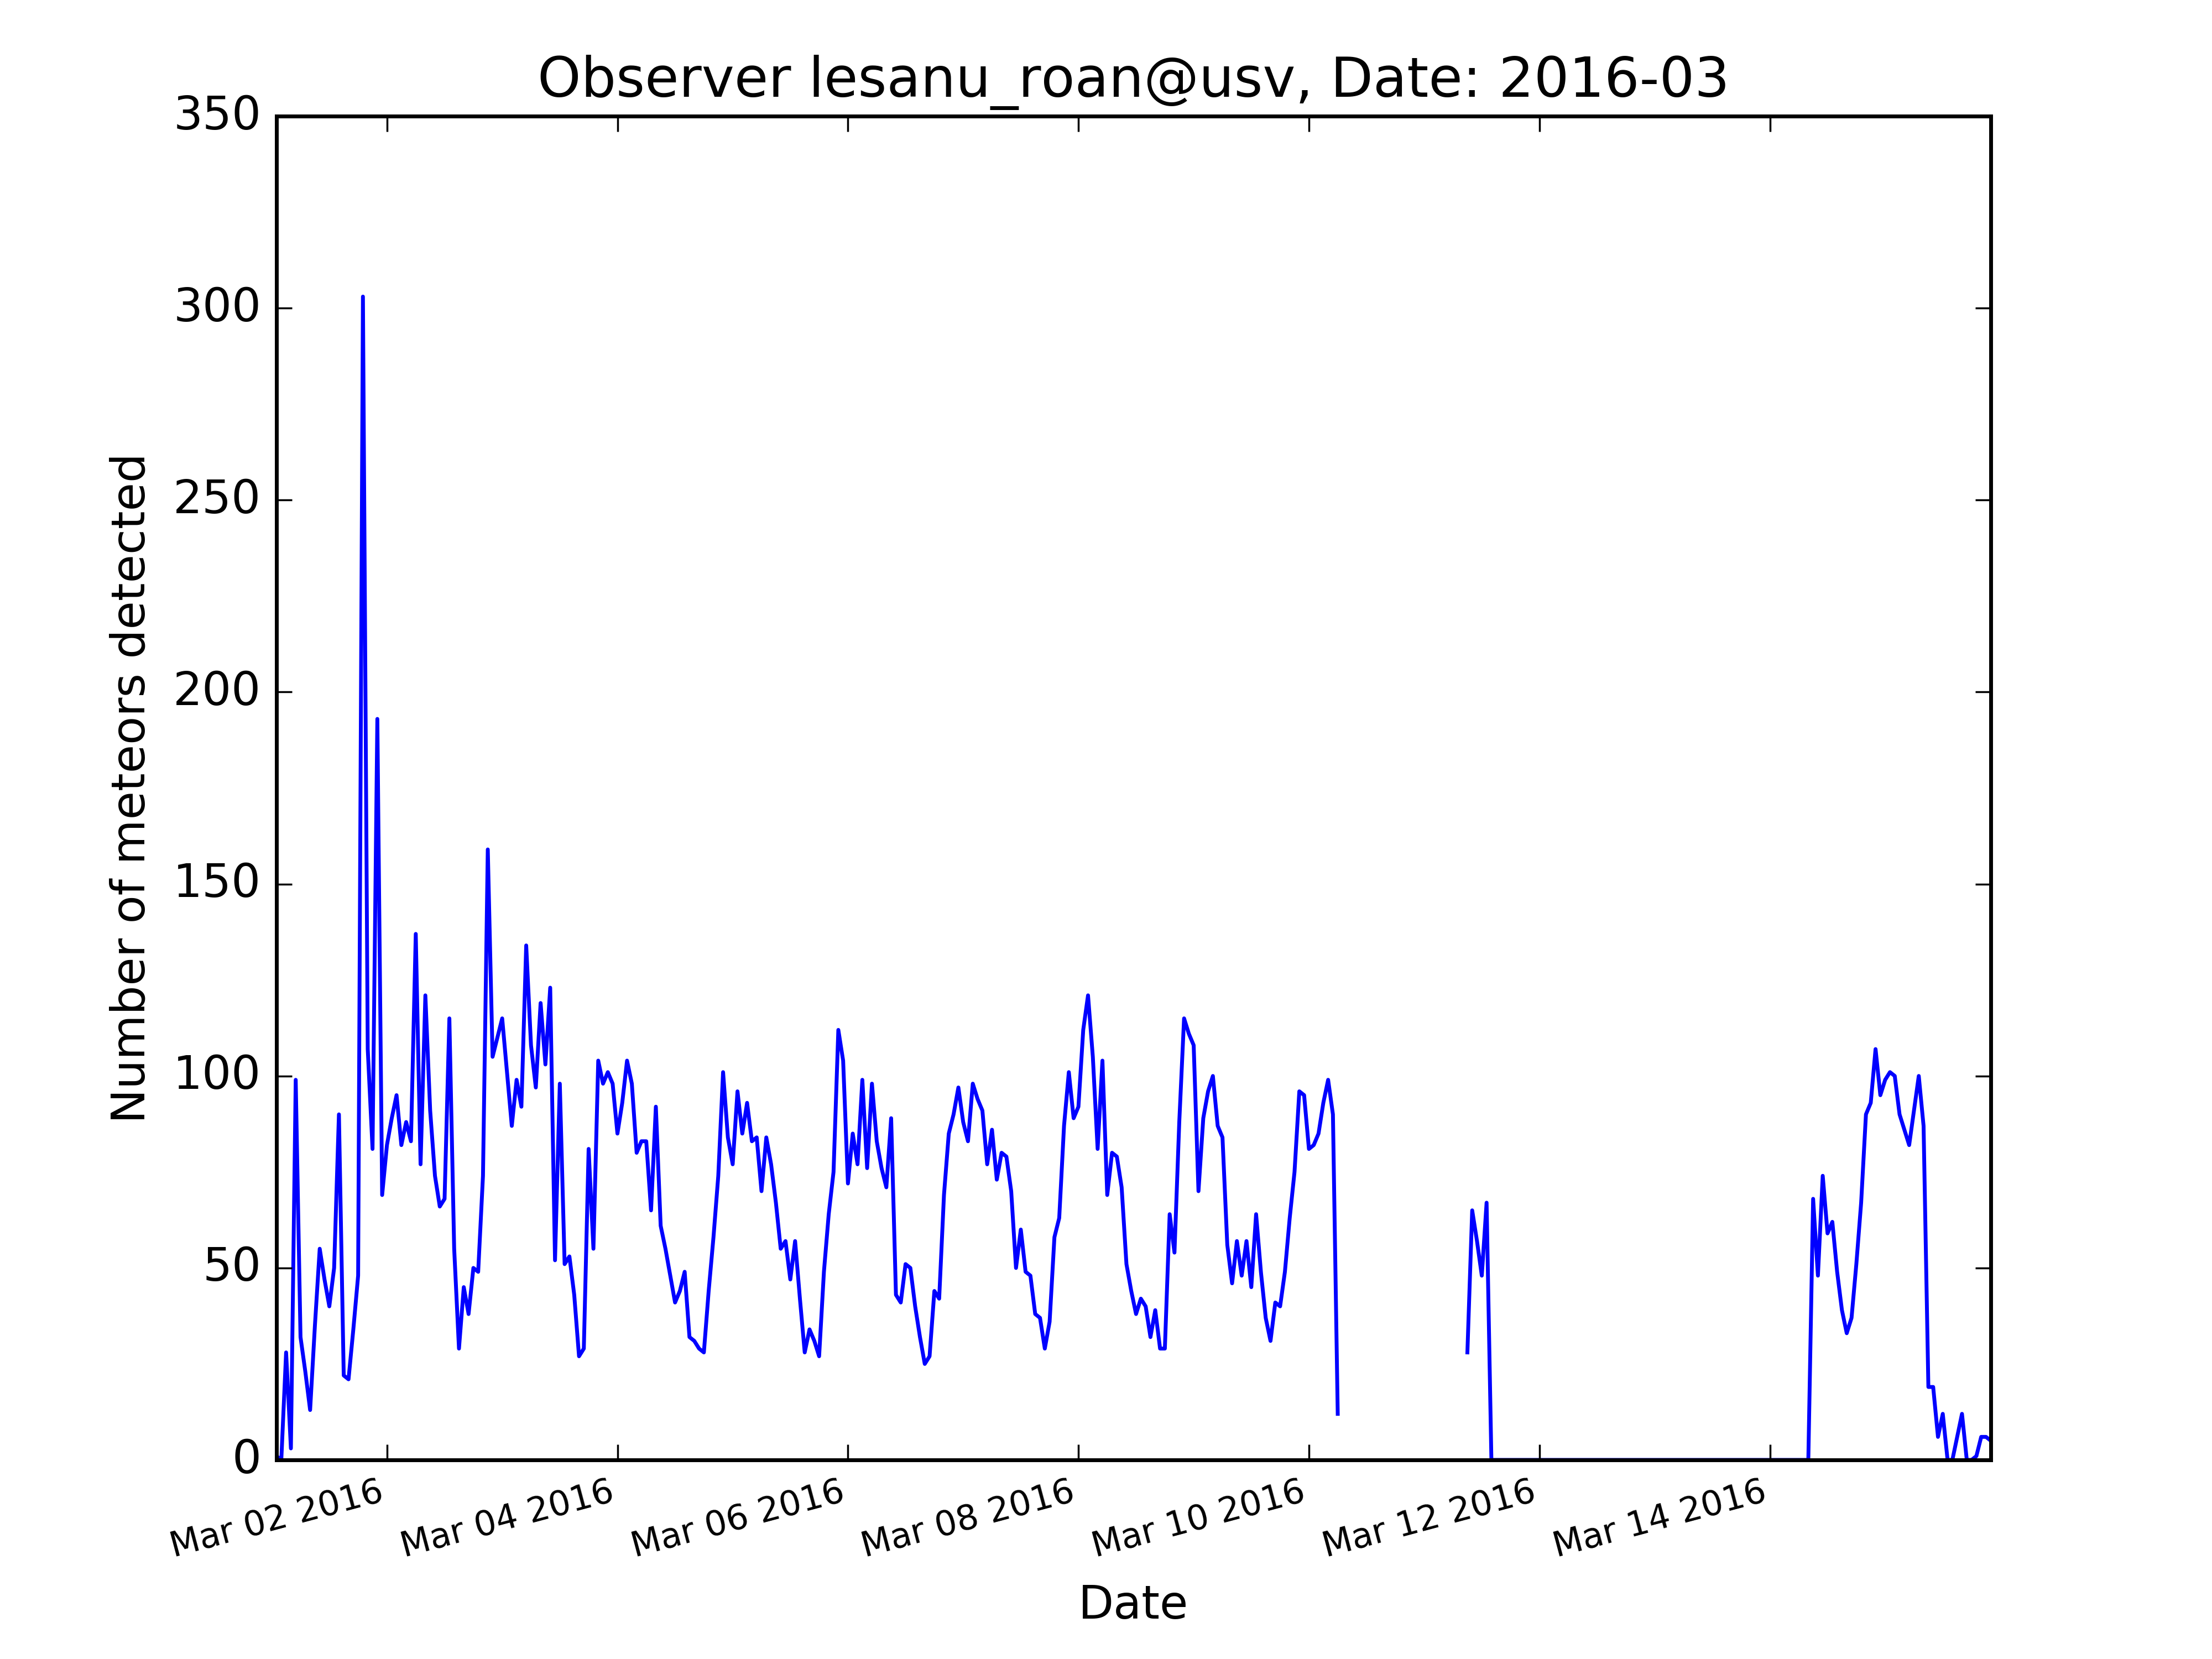 Observer lesanu_roan@usv, Date: 2016-03
350
300
250
200
150
100
50
0
Number of meteors detected
Mar 02 2016
Mar 04 2016
Mar 06 2016
Mar 08 2016
Mar 10 2016
Mar 12 2016
Mar 14 2016
Date